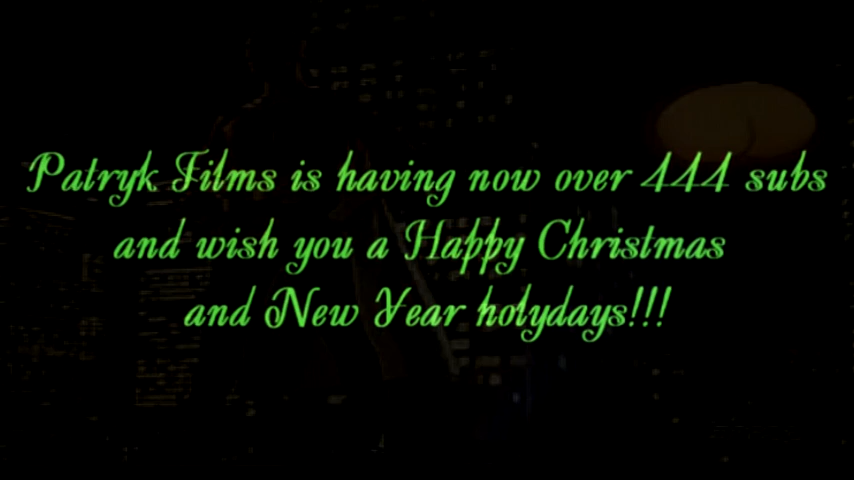 Patryk Films is having now over 444 subs
and wish you a Happy Christmas
and New Year holydays!!!